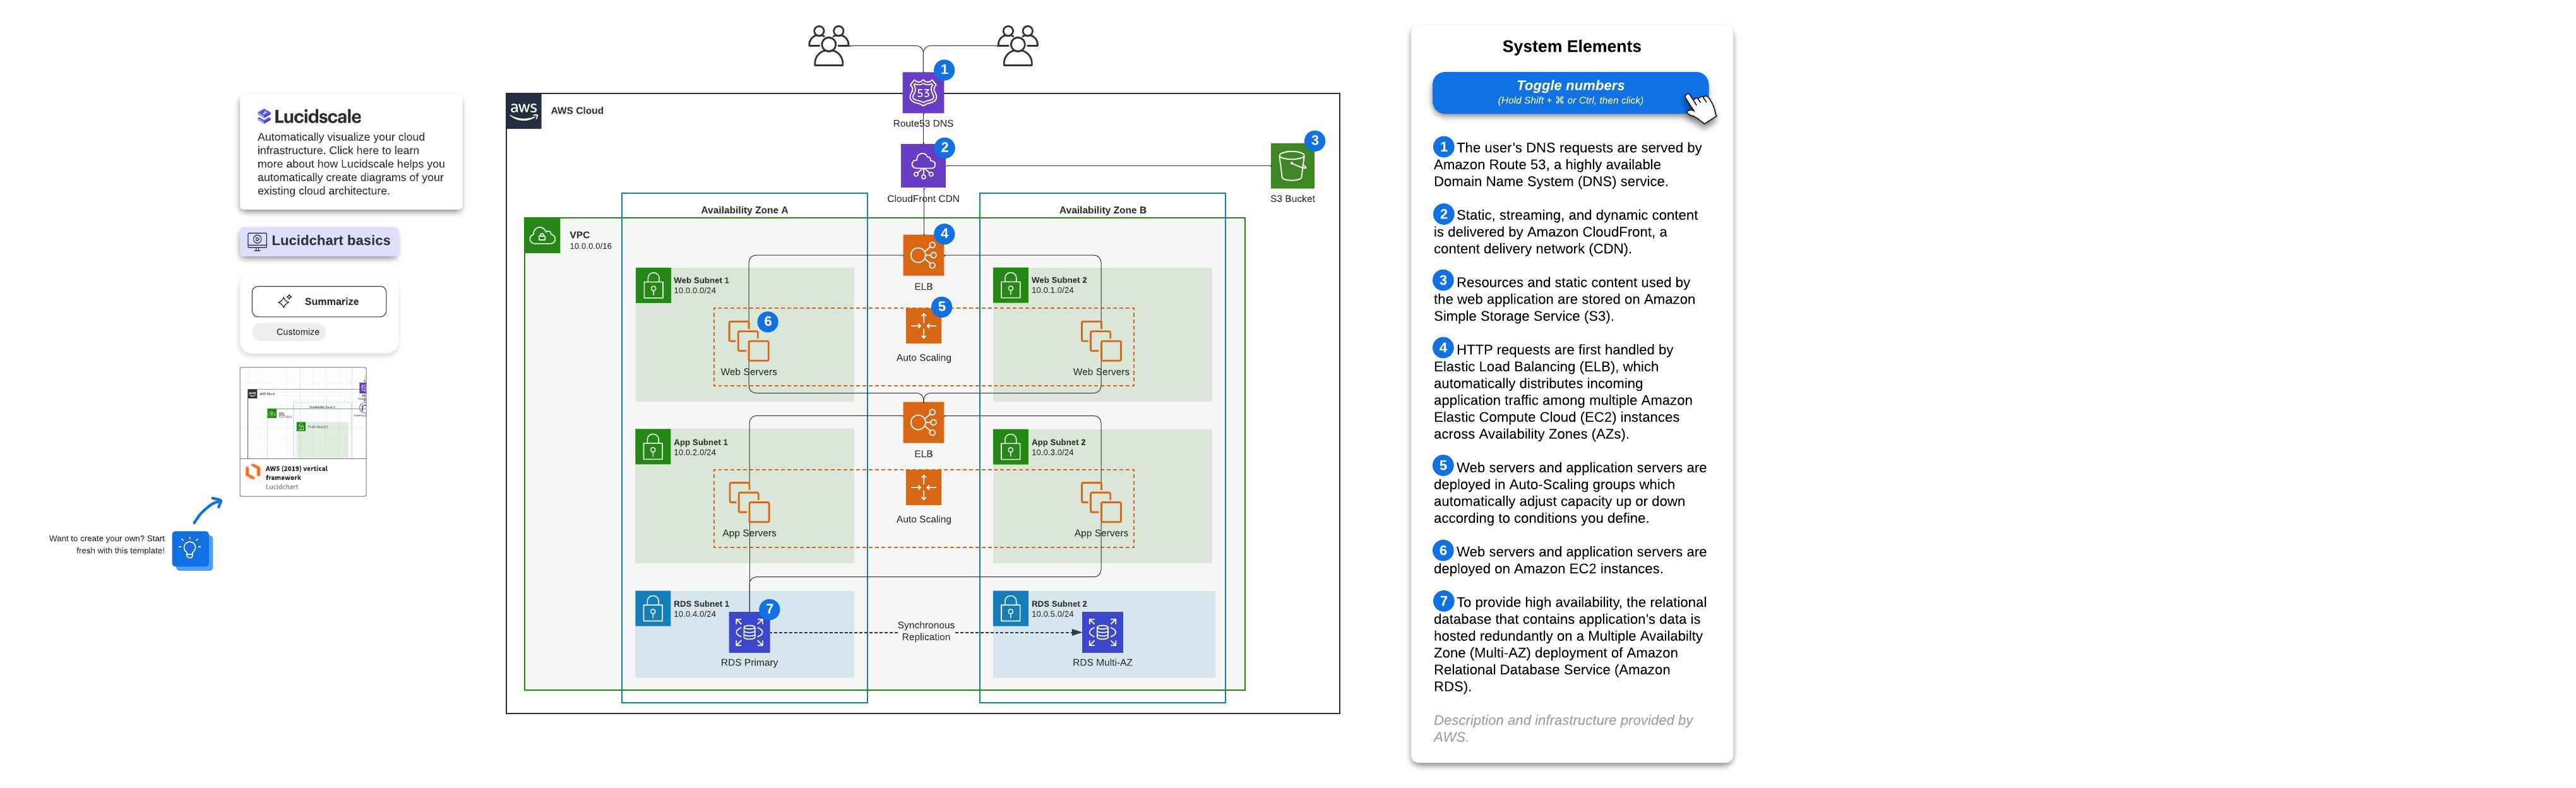 Lucidscale
Automatically visualize your cloud
infrastructure. Click here to learn
more about how Lucidscale helps you
automatically create diagrams of your
existing cloud architecture.
Lucidchart basics
Summarize
Customize
AWS Cloud
VPC
Availability Zone A
Public Subnet 1
AWS (2019) vertical
framework
Lucidchart
Want to create your own? Start
fresh with this template!
aws
AWS Cloud
53
1
Route53 DNS
2
CloudFront CDN
3
S3 Bucket
Availability Zone A
Availability Zone B
VPC
10.0.0.0/16
4
ELB
Web Subnet 1
10.0.0.0/24
Web Subnet 2
10.0.1.0/24
5
Auto Scaling
6
Web Servers
Web Servers
ELB
App Subnet 1
10.0.2.0/24
App Subnet 2
10.0.3.0/24
Auto Scaling
App Servers
App Servers
RDS Subnet 1
10.0.4.0/24
RDS Subnet 2
10.0.5.0/24
7
Synchronous
Replication
RDS Primary
RDS Multi-AZ
System Elements
Toggle numbers
(Hold Shift + ⌘ or Ctrl, then click)
1 The user’s DNS requests are served by
Amazon Route 53, a highly available
Domain Name System (DNS) service.
2 Static, streaming, and dynamic content
is delivered by Amazon CloudFront, a
content delivery network (CDN).
3 Resources and static content used by
the web application are stored on Amazon
Simple Storage Service (S3).
4 HTTP requests are first handled by
Elastic Load Balancing (ELB), which
automatically distributes incoming
application traffic among multiple Amazon
Elastic Compute Cloud (EC2) instances
across Availability Zones (AZs).
5 Web servers and application servers are
deployed in Auto-Scaling groups which
automatically adjust capacity up or down
according to conditions you define.
6 Web servers and application servers are
deployed on Amazon EC2 instances.
7 To provide high availability, the relational
database that contains application’s data is
hosted redundantly on a Multiple Availabilty
Zone (Multi-AZ) deployment of Amazon
Relational Database Service (Amazon
RDS).
Description and infrastructure provided by
AWS.